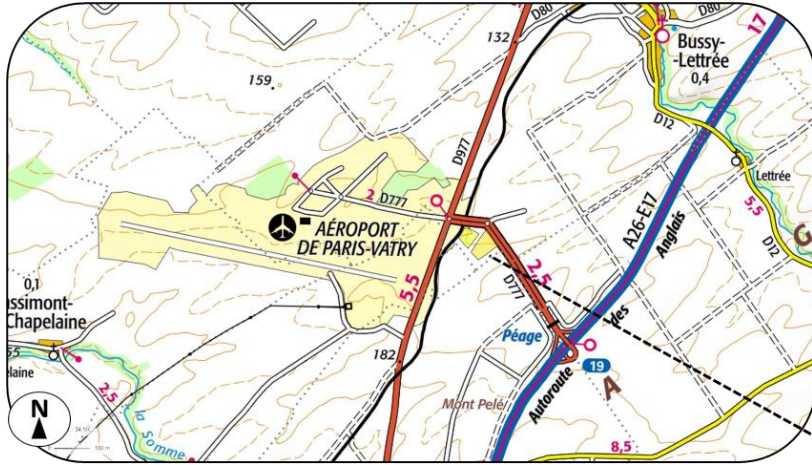 D80
D80
17
132
Bussy-
-Lettrée
0,4
159
D977
D12
Lettrée
5,5
D12
A26-E17
G
2
D777
AÉROPORT
DE PARIS-VATRY
5,5
2,5
D777
Anglais
des
Autoroute
0,1
ssimont-
Chapelaine
elaine
2,5
la Somme
182
Péage
19
A
Mont Pelé
8,5
N